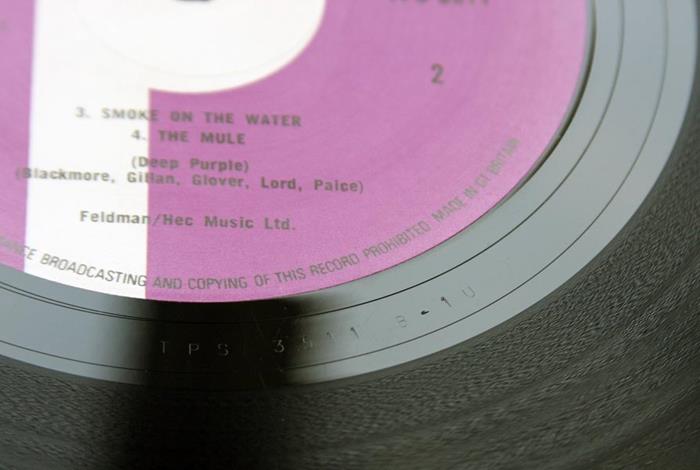 2
3. SMOKE ON THE WATER
4. THE MULE
(Deep Purple)
(Blackmore, Gillan, Glover, Lord, Paice)
Feldman/Hec Music Ltd.
BROADCASTING AND COPYING OF THIS RECORD PROHIBITED MADE IN GT BRITAIN
TPS 3511 B-1U